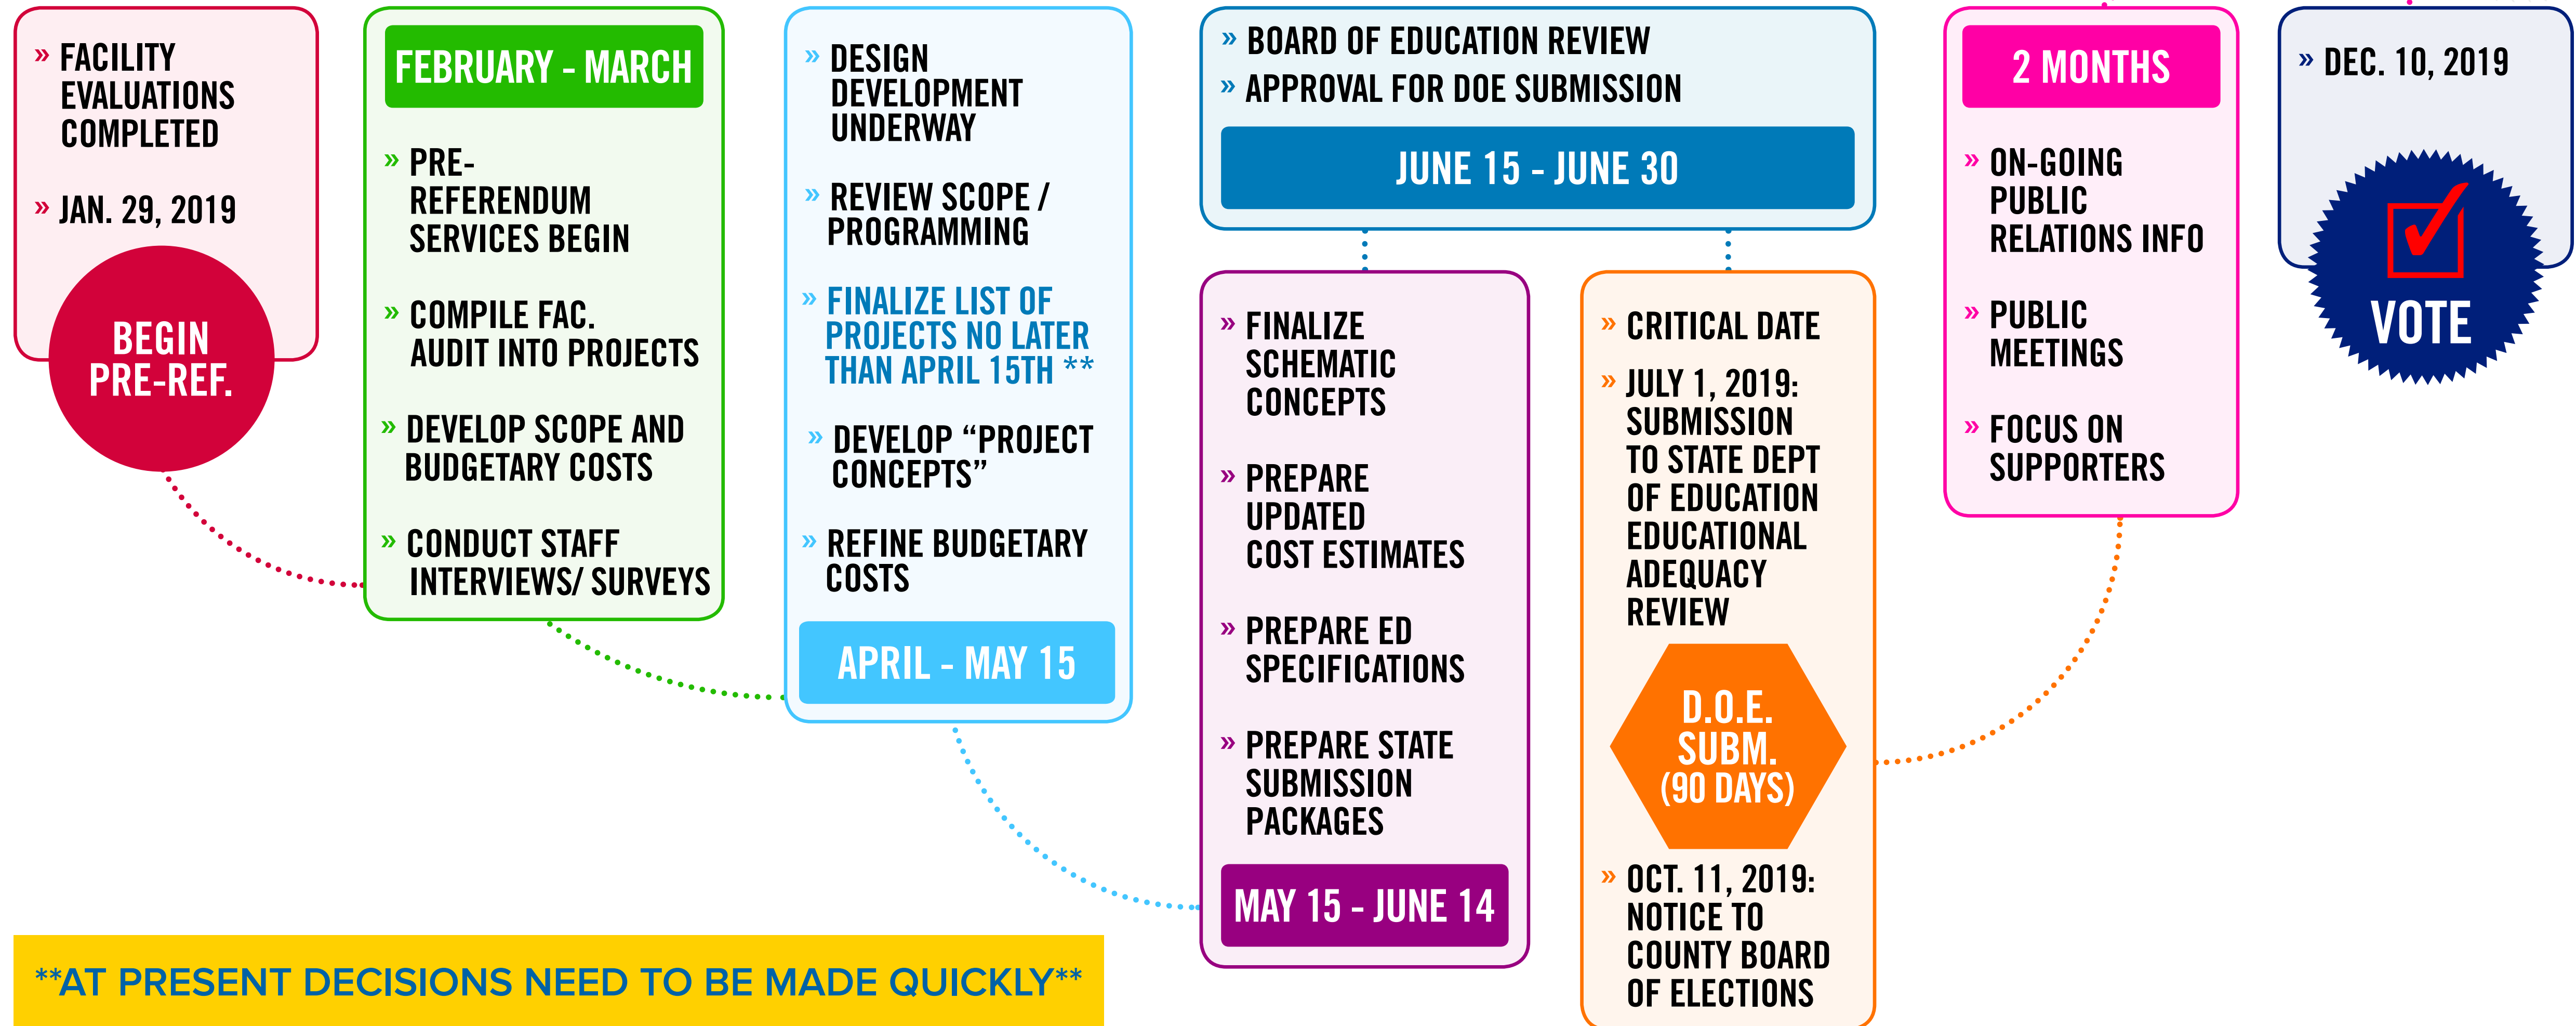 » FACILITY
EVALUATIONS
COMPLETED
» JAN. 29, 2019
BEGIN
PRE-REF.
FEBRUARY - MARCH
» PRE-
REFERENDUM
SERVICES BEGIN
» COMPILE FAC.
AUDIT INTO PROJECTS
» DEVELOP SCOPE AND
BUDGETARY COSTS
» CONDUCT STAFF
INTERVIEWS/ SURVEYS
» DESIGN
DEVELOPMENT
UNDERWAY
» REVIEW SCOPE /
PROGRAMMING
» FINALIZE LIST OF
PROJECTS NO LATER
THAN APRIL 15TH **
» DEVELOP “PROJECT
CONCEPTS”
» REFINE BUDGETARY
COSTS
APRIL - MAY 15
» BOARD OF EDUCATION REVIEW
» APPROVAL FOR DOE SUBMISSION
JUNE 15 - JUNE 30
» FINALIZE
SCHEMATIC
CONCEPTS
» PREPARE
UPDATED
COST ESTIMATES
» PREPARE ED
SPECIFICATIONS
» PREPARE STATE
SUBMISSION
PACKAGES
MAY 15 - JUNE 14
» CRITICAL DATE
» JULY 1, 2019:
SUBMISSION
TO STATE DEPT
OF EDUCATION
EDUCATIONAL
ADEQUACY
REVIEW
D.O.E.
SUBM.
(90 DAYS)
» OCT. 11, 2019:
NOTICE TO
COUNTY BOARD
OF ELECTIONS
2 MONTHS
» ON-GOING
PUBLIC
RELATIONS INFO
» PUBLIC
MEETINGS
» FOCUS ON
SUPPORTERS
» DEC. 10, 2019
VOTE
**AT PRESENT DECISIONS NEED TO BE MADE QUICKLY**